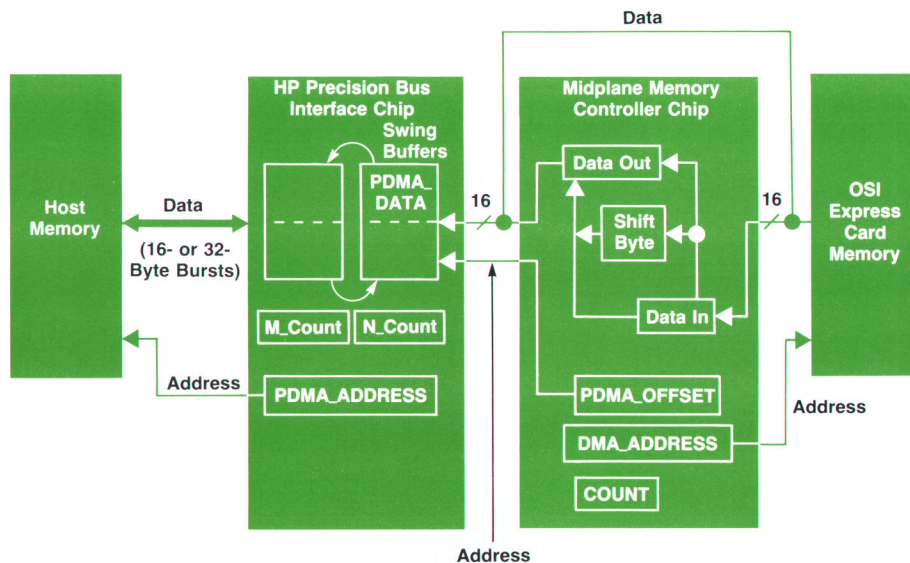 Data
HP Precision Bus
Interface Chip
Swing
Buffers
PDMA_
DATA
Host
Memory
Data
(16- or 32-
Byte Bursts)
M_Count
N_Count
Address
PDMA_ADDRESS
16
Midplane Memory
Controller Chip
Data Out
Shift
Byte
Data In
16
PDMA_OFFSET
DMA_ADDRESS
COUNT
OSI
Express
Card
Memory
Address
Address